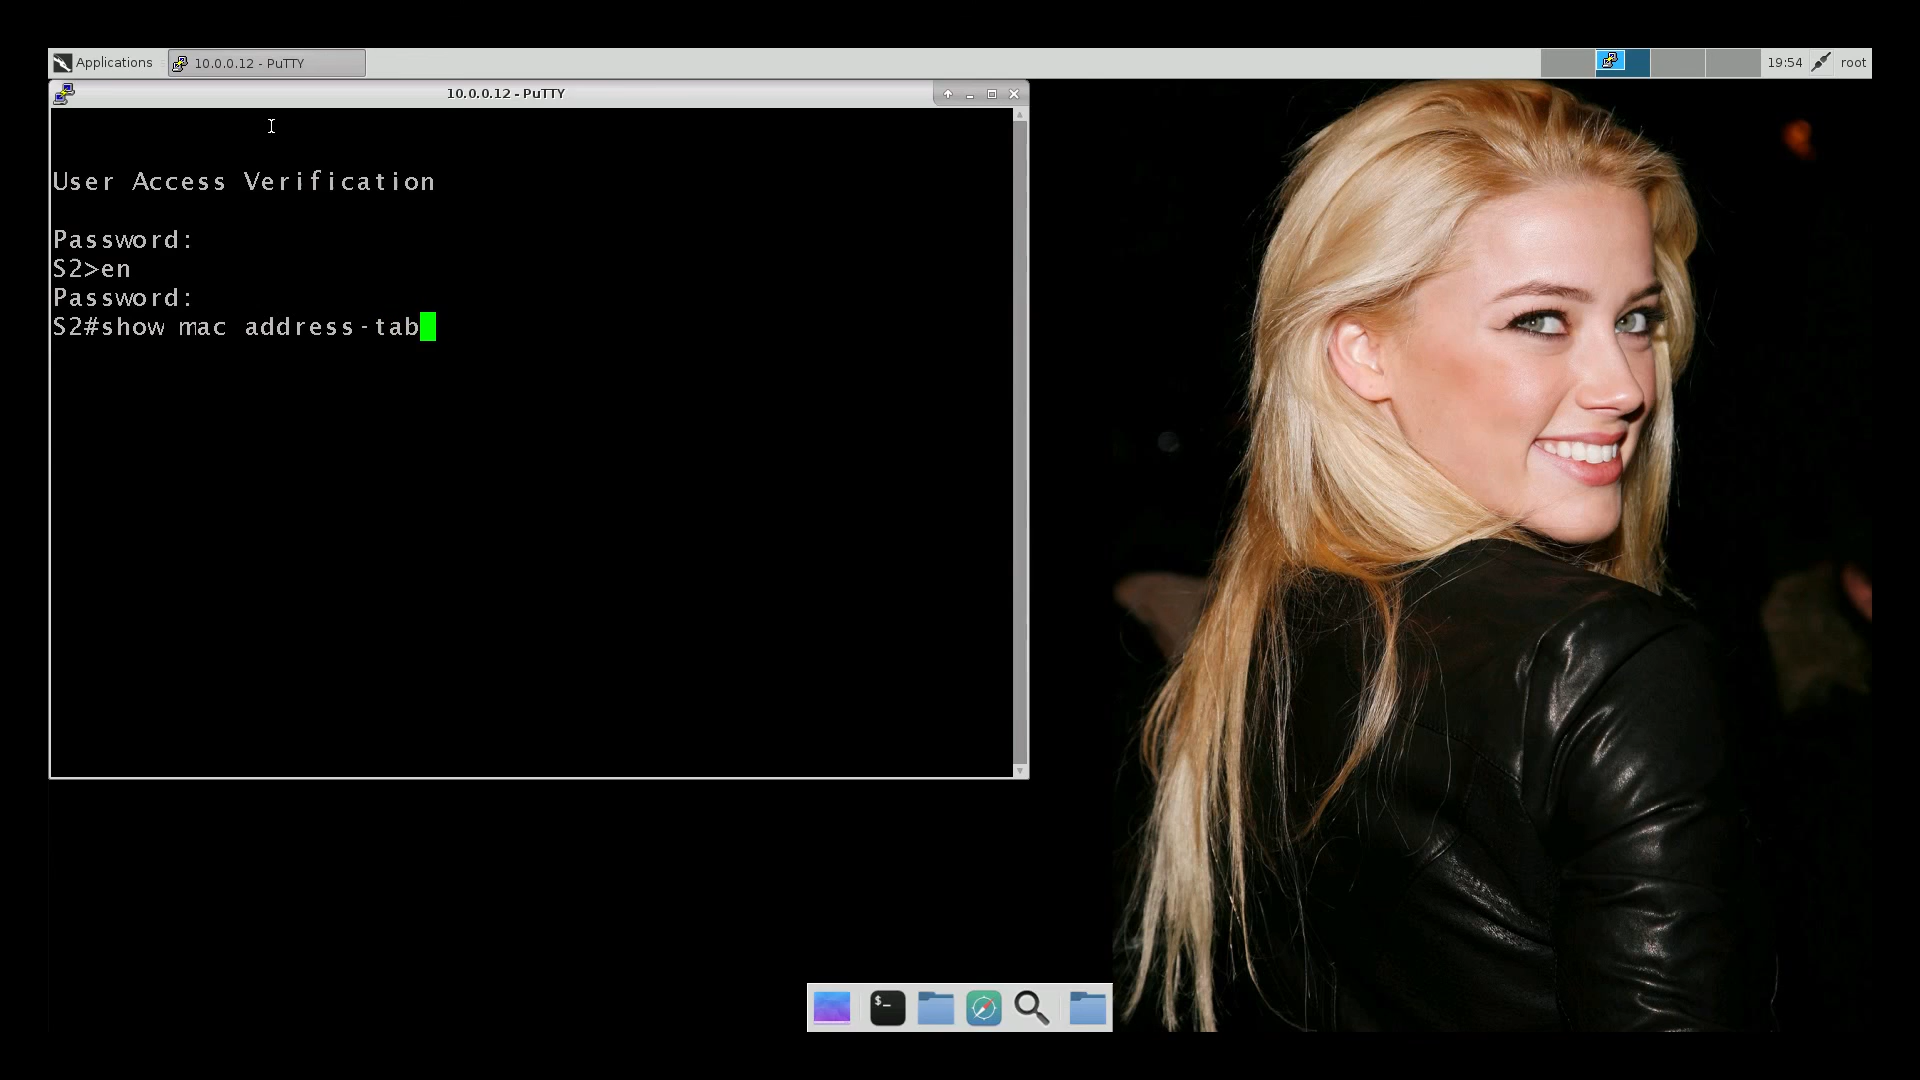 Applications
10.0.0.12 - PuTTY
19:54
root
10.0.0.12 - PuTTY
User Access Verification
Password:
S2>en
Password:
S2#show mac address-tab
$-